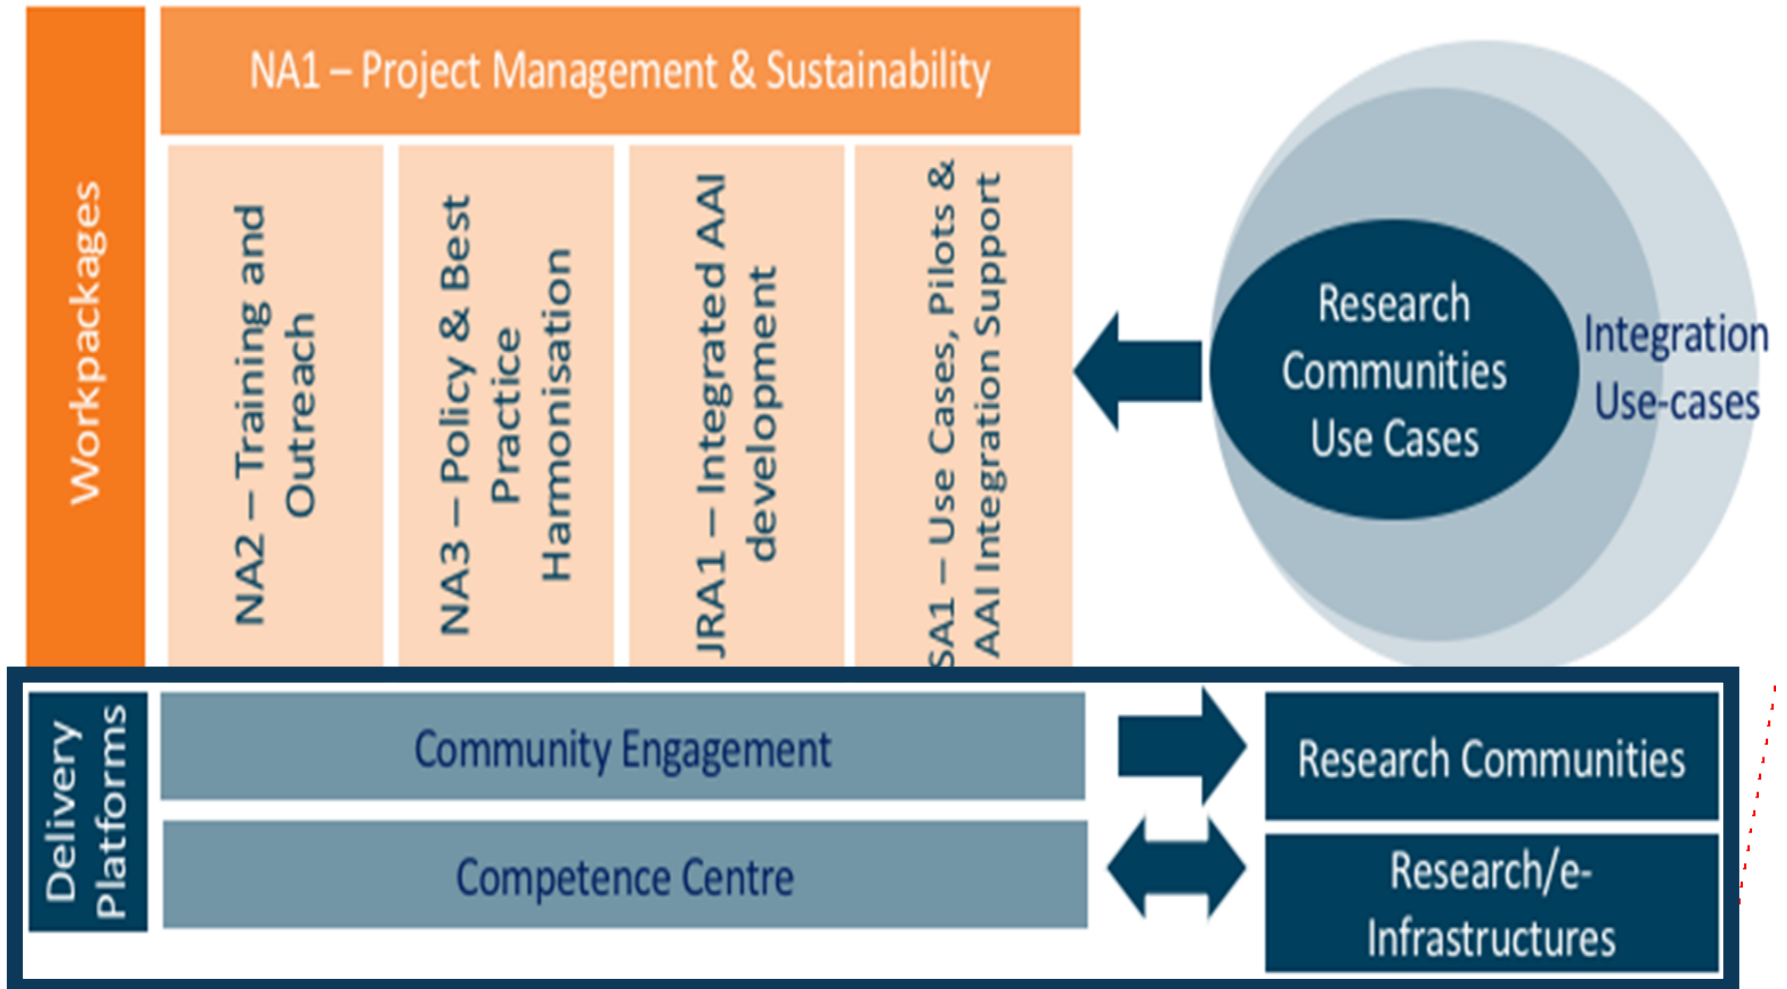 Workpackages
NA1 – Project Management & Sustainability
NA2 – Training and
Outreach
NA3 – Policy & Best
Practice
Harmonisation
JRA1 – Integrated AAI
development
SA1 – Use Cases, Pilots &
AAI Integration Support
Research
Communities
Use Cases
Integration
Use-cases
Delivery
Platforms
Community Engagement
Competence Centre
Research Communities
Research/e-
Infrastructures